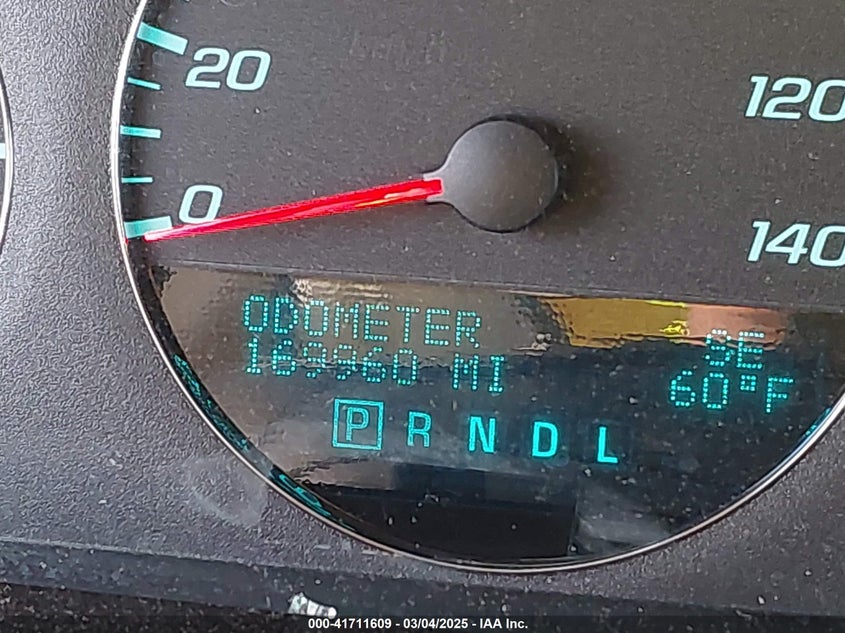 20
120
0
140
ODOMETER
SE
169960 MI
60°F
P R N D L
000-41711609 - 03/04/2025 - IAA Inc.